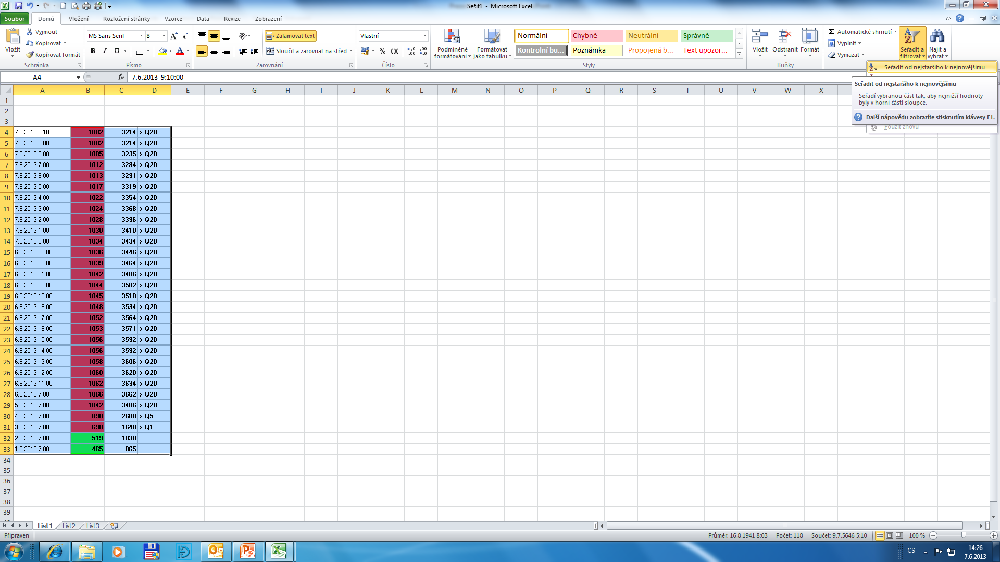 Sešit1 - Microsoft Excel
Soubor Domů Vložení Rozložení stránky Vzorce Data Revize Zobrazení
Vložit
Vyjmout
Kopírovat
Kopírovat formát
Schránka
MS Sans Serif 8
B I U
Písmo
Zalamovat text
Sloučit a zarovnat na střed
Zarovnání
Vlastní
% 000
Číslo
Podmíněné formátování
Formátovat jako tabulku
Normální Chybně Neutrální Správně
Kontrolní bu... Poznámka Propojená b... Text upozor...
Styly
Vložit Odstranit Formát
Buňky
Σ Automatické shrnutí
Vyplnit
Vymazat
Seřadit a filtrovat
Najít a vybrat
Seřadit od nejstaršího k nejnovějšímu
Seřadit od nejstaršího k nejnovějšímu
Seřadí vybranou část tak, aby nejnižší hodnoty
byly v horní části sloupce.
Další nápovědu zobrazíte stisknutím klávesy F1.
Použít znovu
A4 fx 7.6.2013 9:10:00
A B C D E F G H I J K L M N O P Q R S T U V W X
1
2
3
4 7.6.2013 9:10 1002 3214 > Q20
5 7.6.2013 9:00 1002 3214 > Q20
6 7.6.2013 8:00 1005 3235 > Q20
7 7.6.2013 7:00 1012 3284 > Q20
8 7.6.2013 6:00 1013 3291 > Q20
9 7.6.2013 5:00 1017 3319 > Q20
10 7.6.2013 4:00 1022 3354 > Q20
11 7.6.2013 3:00 1024 3368 > Q20
12 7.6.2013 2:00 1028 3396 > Q20
13 7.6.2013 1:00 1030 3410 > Q20
14 7.6.2013 0:00 1034 3434 > Q20
15 6.6.2013 23:00 1036 3446 > Q20
16 6.6.2013 22:00 1039 3464 > Q20
17 6.6.2013 21:00 1042 3486 > Q20
18 6.6.2013 20:00 1044 3502 > Q20
19 6.6.2013 19:00 1045 3510 > Q20
20 6.6.2013 18:00 1048 3534 > Q20
21 6.6.2013 17:00 1052 3564 > Q20
22 6.6.2013 16:00 1053 3571 > Q20
23 6.6.2013 15:00 1056 3592 > Q20
24 6.6.2013 14:00 1056 3592 > Q20
25 6.6.2013 13:00 1058 3606 > Q20
26 6.6.2013 12:00 1060 3620 > Q20
27 6.6.2013 11:00 1062 3634 > Q20
28 6.6.2013 7:00 1066 3662 > Q20
29 5.6.2013 7:00 1042 3486 > Q20
30 4.6.2013 7:00 898 2600 > Q5
31 3.6.2013 7:00 690 1640 > Q1
32 2.6.2013 7:00 519 1038
33 1.6.2013 7:00 465 865
34
35
36
37
38
39
List1 List2 List3
Připraven Průměr: 16.8.1941 8:03 Počet: 118 Součet: 9.7.5646 5:10 100 %
CS 14:26
7.6.2013